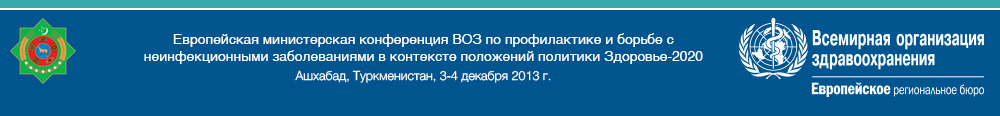 Европейская министерская конференция ВОЗ по профилактике и борьбе с
неинфекционными заболеваниями в контексте положений политики Здоровье-2020
Ашхабад, Туркменистан, 3-4 декабря 2013 г.
Всемирная организация
здравоохранения
Европейское региональное бюро